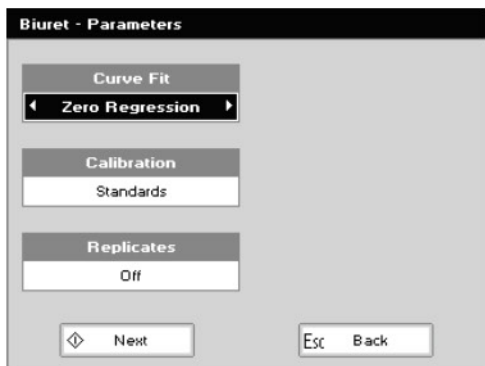 Biuret - Parameters
Curve Fit
Zero Regression
Calibration
Standards
Replicates
Off
Next
Esc Back